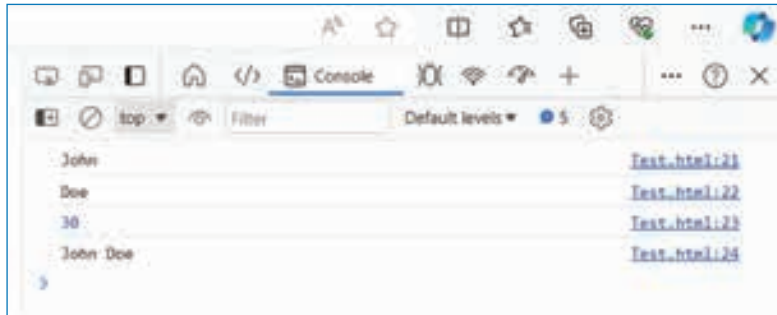 Console
top Filter Default levels 5
John Test.html:21
Doe Test.html:22
30 Test.html:23
John Doe Test.html:24